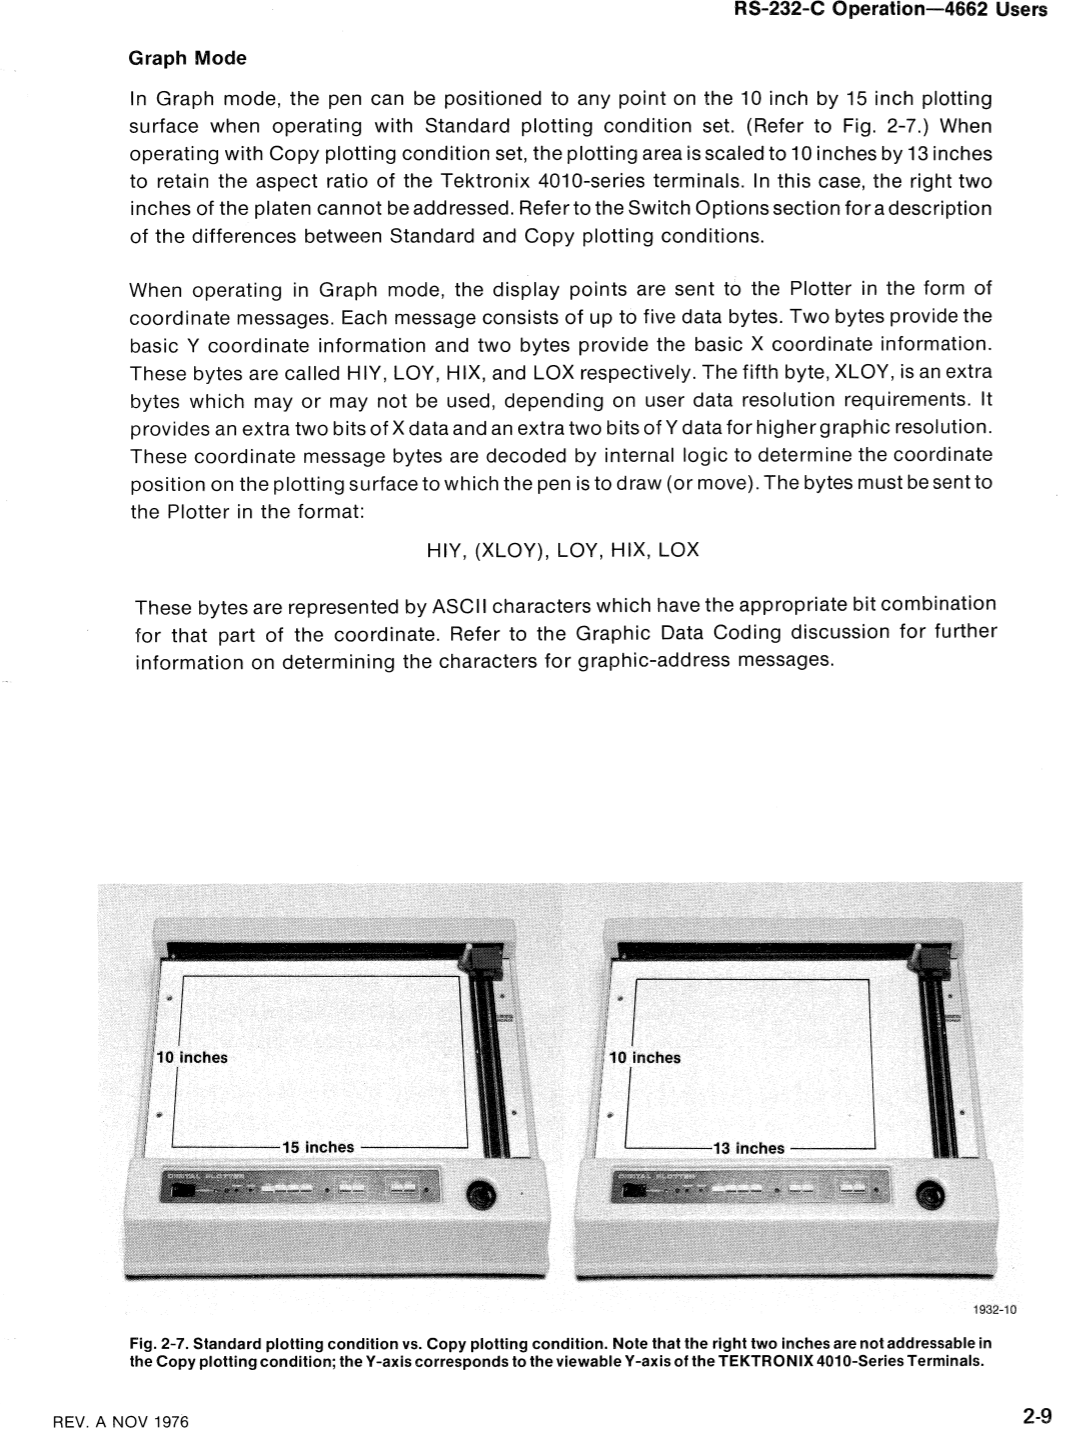 RS-232-C Operation—4662 Users
Graph Mode
In Graph mode, the pen can be positioned to any point on the 10 inch by 15 inch plotting
surface when operating with Standard plotting condition set. (Refer to Fig. 2-7.) When
operating with Copy plotting condition set, the plotting area is scaled to 10 inches by 13 inches
to retain the aspect ratio of the Tektronix 4010-series terminals. In this case, the right two
inches of the platen cannot be addressed. Refer to the Switch Options section for a description
of the differences between Standard and Copy plotting conditions.
When operating in Graph mode, the display points are sent to the Plotter in the form of
coordinate messages. Each message consists of up to five data bytes. Two bytes provide the
basic Y coordinate information and two bytes provide the basic X coordinate information.
These bytes are called HIY, LOY, HIX, and LOX respectively. The fifth byte, XLOY, is an extra
bytes which may or may not be used, depending on user data resolution requirements. It
provides an extra two bits of X data and an extra two bits of Y data for higher graphic resolution.
These coordinate message bytes are decoded by internal logic to determine the coordinate
position on the plotting surface to which the pen is to draw (or move). The bytes must be sent to
the Plotter in the format:
HIY, (XLOY), LOY, HIX, LOX
These bytes are represented by ASCII characters which have the appropriate bit combination
for that part of the coordinate. Refer to the Graphic Data Coding discussion for further
information on determining the characters for graphic-address messages.
10 inches
15 inches
DIGITAL PLOTTER
10 inches
13 inches
DIGITAL PLOTTER
1932-10
Fig. 2-7. Standard plotting condition vs. Copy plotting condition. Note that the right two inches are not addressable in
the Copy plotting condition; the Y-axis corresponds to the viewable Y-axis of the TEKTRONIX 4010-Series Terminals.
REV. A NOV 1976
2-9